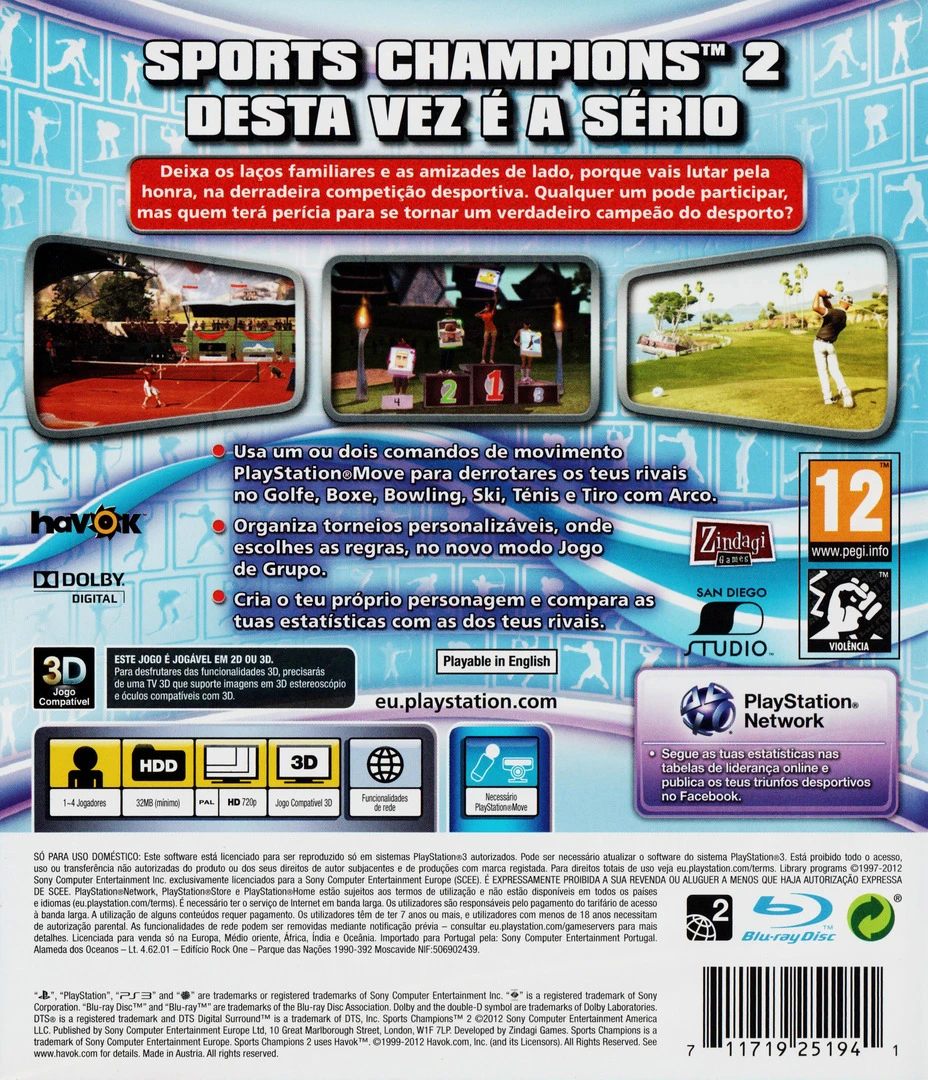 SPORTS CHAMPIONS™ 2
DESTA VEZ É A SÉRIO
Deixa os laços familiares e as amizades de lado, porque vais lutar pela
honra, na derradeira competição desportiva. Qualquer um pode participar,
mas quem terá perícia para se tornar um verdadeiro campeão do desporto?
4
2
1
3
Usa um ou dois comandos de movimento
PlayStation®Move para derrotares os teus rivais
no Golfe, Boxe, Bowling, Ski, Ténis e Tiro com Arco.
Organiza torneios personalizáveis, onde
escolhes as regras, no novo modo Jogo
de Grupo.
Cria o teu próprio personagem e compara as
tuas estatísticas com as dos teus rivais.
havok™
DOLBY
DIGITAL
Zindagi
Games
SAN DIEGO
STUDIO™
12
™
www.pegi.info
™
VIOLÊNCIA
3D
Jogo
Compatível
ESTE JOGO É JOGÁVEL EM 2D OU 3D.
Para desfrutares das funcionalidades 3D, precisarás
de uma TV 3D que suporte imagens em 3D estereoscópio
e óculos compatíveis com 3D.
Playable in English
eu.playstation.com
PlayStation®
Network
• Segue as tuas estatísticas nas
tabelas de liderança online e
publica os teus triunfos desportivos
no Facebook.
HDD
3D
1-4 Jogadores
32MB (mínimo)
PAL
HD 720p
Jogo Compatível 3D
Funcionalidades
de rede
Necessário
PlayStation®Move
SÓ PARA USO DOMÉSTICO: Este software está licenciado para ser reproduzido só em sistemas PlayStation®3 autorizados. Pode ser necessário atualizar o software do sistema PlayStation®3. Está proibido todo o acesso,
uso ou transferência não autorizados do produto ou dos seus direitos de autor subjacentes e de produções com marca registada. Para direitos totales de uso veja eu.playstation.com/terms. Library programs ©1997-2012
Sony Computer Entertainment Inc. exclusivamente licenciados para a Sony Computer Entertainment Europe (SCEE). É EXPRESSAMENTE PROIBIDO A SUA REVENDA OU ALUGUER A MENOS QUE HAJA AUTORIZAÇÃO EXPRESSA
DE SCEE. PlayStation®Network, PlayStation®Store e PlayStation®Home estão sujeitos aos termos de utilização e não estão disponíveis em todos os países
e idiomas (eu.playstation.com/terms). É necessário ter o serviço de Internet em banda larga. Os utilizadores são responsáveis pelo pagamento do tarifário de acesso
à banda larga. A utilização de alguns conteúdos requer pagamento. Os utilizadores têm de ter 7 anos ou mais, e utilizadores com menos de 18 anos necessitam
de autorização parental. As funcionalidades de rede podem ser removidas mediante notificação prévia – consultar eu.playstation.com/gameservers para mais
detalhes. Licenciada para venda só na Europa, Médio oriente, África, Índia e Oceânia. Importado para Portugal pela: Sony Computer Entertainment Portugal.
Alameda dos Oceanos – Lt. 4.62.01 – Edifício Rock One – Parque das Nações 1990-392 Moscavide NIF:506902439.
2
Blu-ray Disc
®
“ ”, “PlayStation”, “PS3” and “ ” are trademarks or registered trademarks of Sony Computer Entertainment Inc. “ ” is a registered trademark of Sony
Corporation. “Blu-ray Disc™” and “Blu-ray™” are trademarks of the Blu-ray Disc Association. Dolby and the double-D symbol are trademarks of Dolby Laboratories.
DTS® is a registered trademark and DTS Digital Surround™ is a trademark of DTS, Inc. Sports Champions™ 2 ©2012 Sony Computer Entertainment America
LLC. Published by Sony Computer Entertainment Europe Ltd, 10 Great Marlborough Street, London, W1F 7LP. Developed by Zindagi Games. Sports Champions is a
trademark of Sony Computer Entertainment Europe. Sports Champions 2 uses Havok™. ©1999-2012 Havok.com, Inc. (and its Licensors). All Rights Reserved. See
www.havok.com for details. Made in Austria. All rights reserved.
7 11719 25194 1